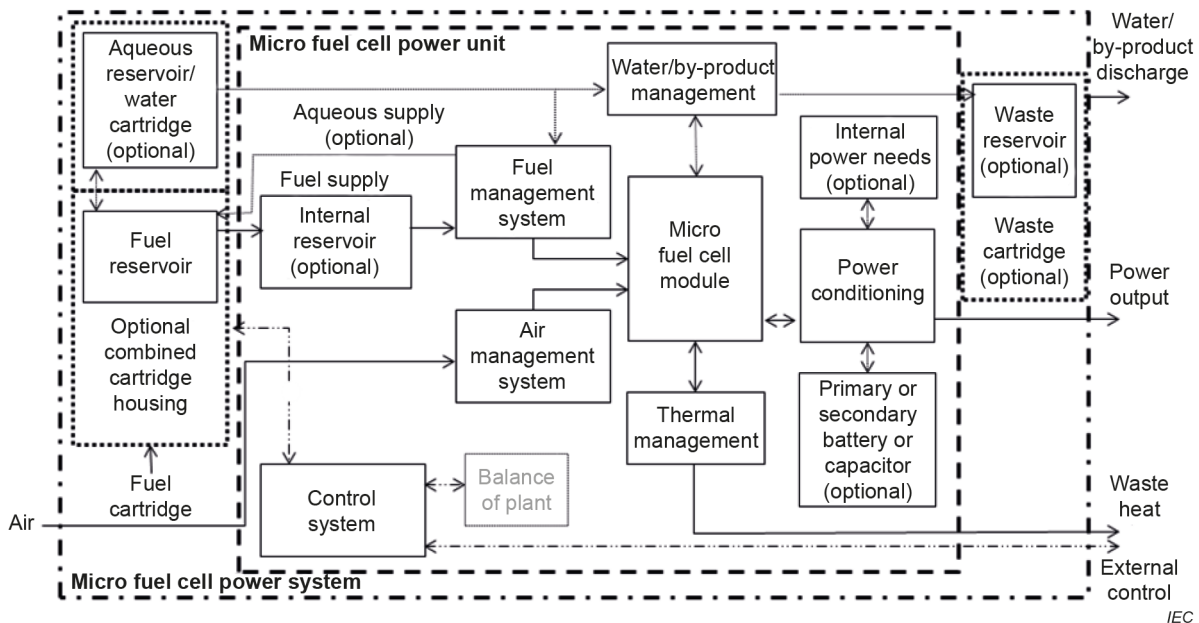 Micro fuel cell power unit
Aqueous
reservoir/
water
cartridge
(optional)
Water/by-product
management
Water/
by-product
discharge
Aqueous supply
(optional)
Waste
reservoir
(optional)
Waste
cartridge
(optional)
Fuel supply
Fuel
reservoir
Internal
reservoir
(optional)
Fuel
management
system
Micro
fuel cell
module
Internal
power needs
(optional)
Power
conditioning
Power
output
Optional
combined
cartridge
housing
Air
management
system
Thermal
management
Primary or
secondary
battery or
capacitor
(optional)
Fuel
cartridge
Air
Control
system
Balance
of plant
Waste
heat
External
control
Micro fuel cell power system
IEC